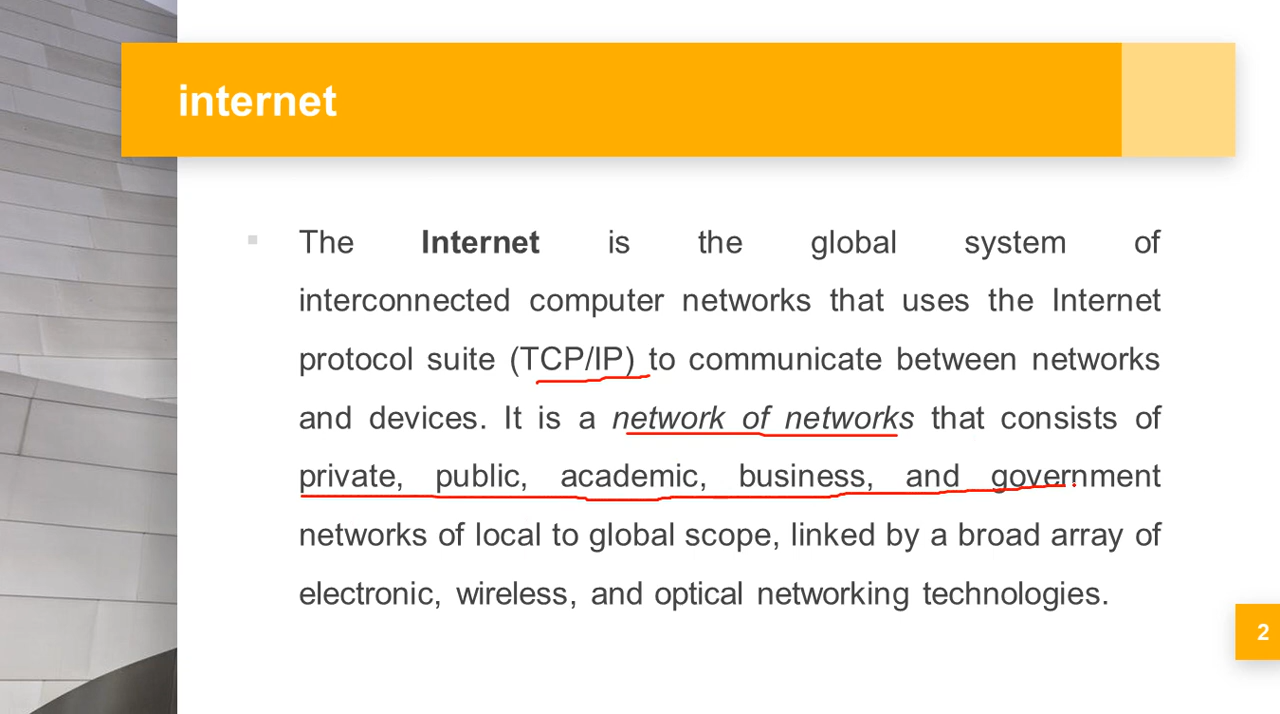 internet
The Internet is the global system of
interconnected computer networks that uses the Internet
protocol suite (TCP/IP) to communicate between networks
and devices. It is a network of networks that consists of
private, public, academic, business, and government
networks of local to global scope, linked by a broad array of
electronic, wireless, and optical networking technologies.
2